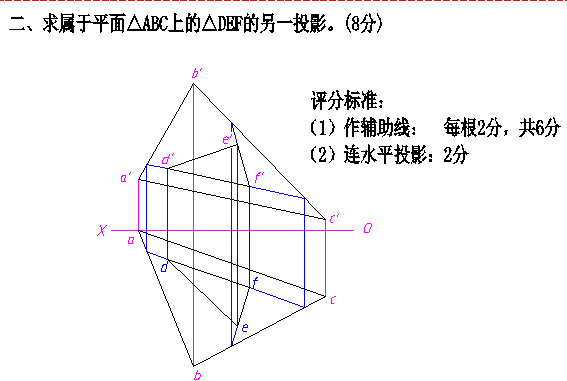 二、求属于平面△ABC上的△DEF的另一投影。(8分)
评分标准：
（1）作辅助线： 每根2分，共6分
（2）连水平投影：2分
b'
e'
d'
a'
f'
c'
X
O
a
d
f
c
e
b